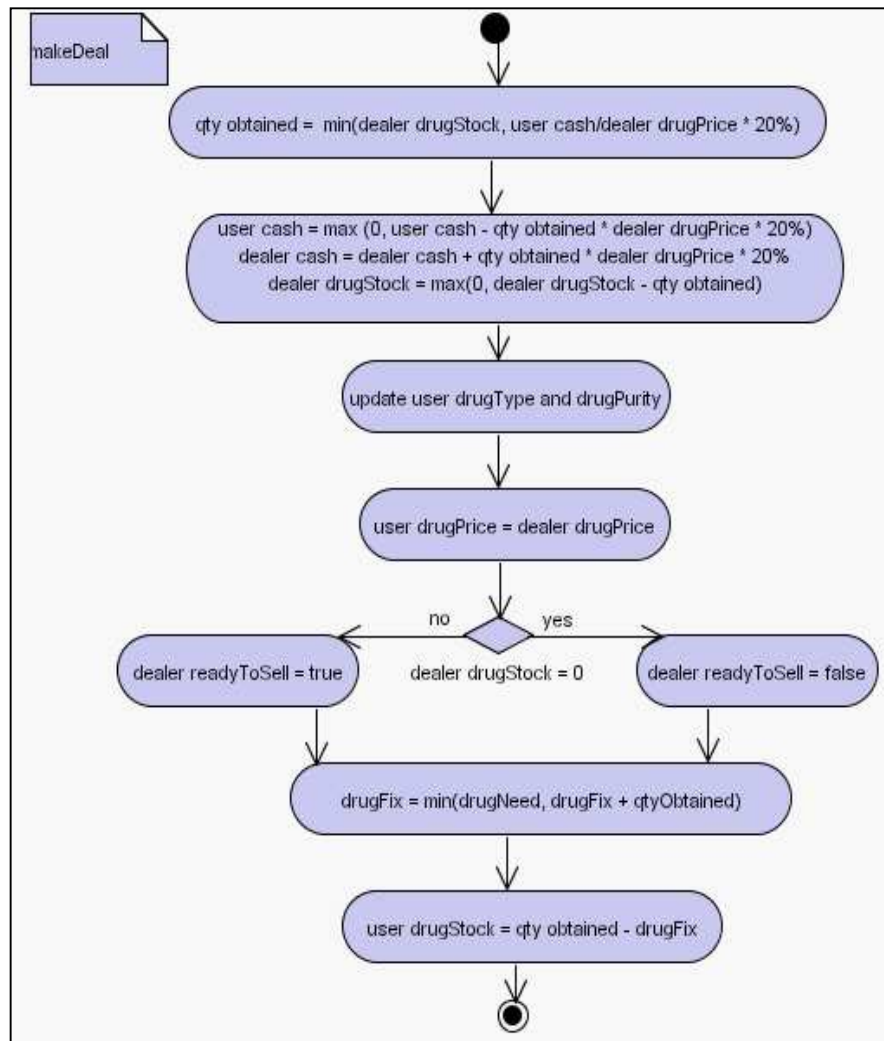 makeDeal
qty obtained = min(dealer drugStock, user cash/dealer drugPrice * 20%)
user cash = max (0, user cash - qty obtained * dealer drugPrice * 20%)
dealer cash = dealer cash + qty obtained * dealer drugPrice * 20%
dealer drugStock = max(0, dealer drugStock - qty obtained)
update user drugType and drugPurity
user drugPrice = dealer drugPrice
no
yes
dealer readyToSell = true
dealer drugStock = 0
dealer readyToSell = false
drugFix = min(drugNeed, drugFix + qtyObtained)
user drugStock = qty obtained - drugFix